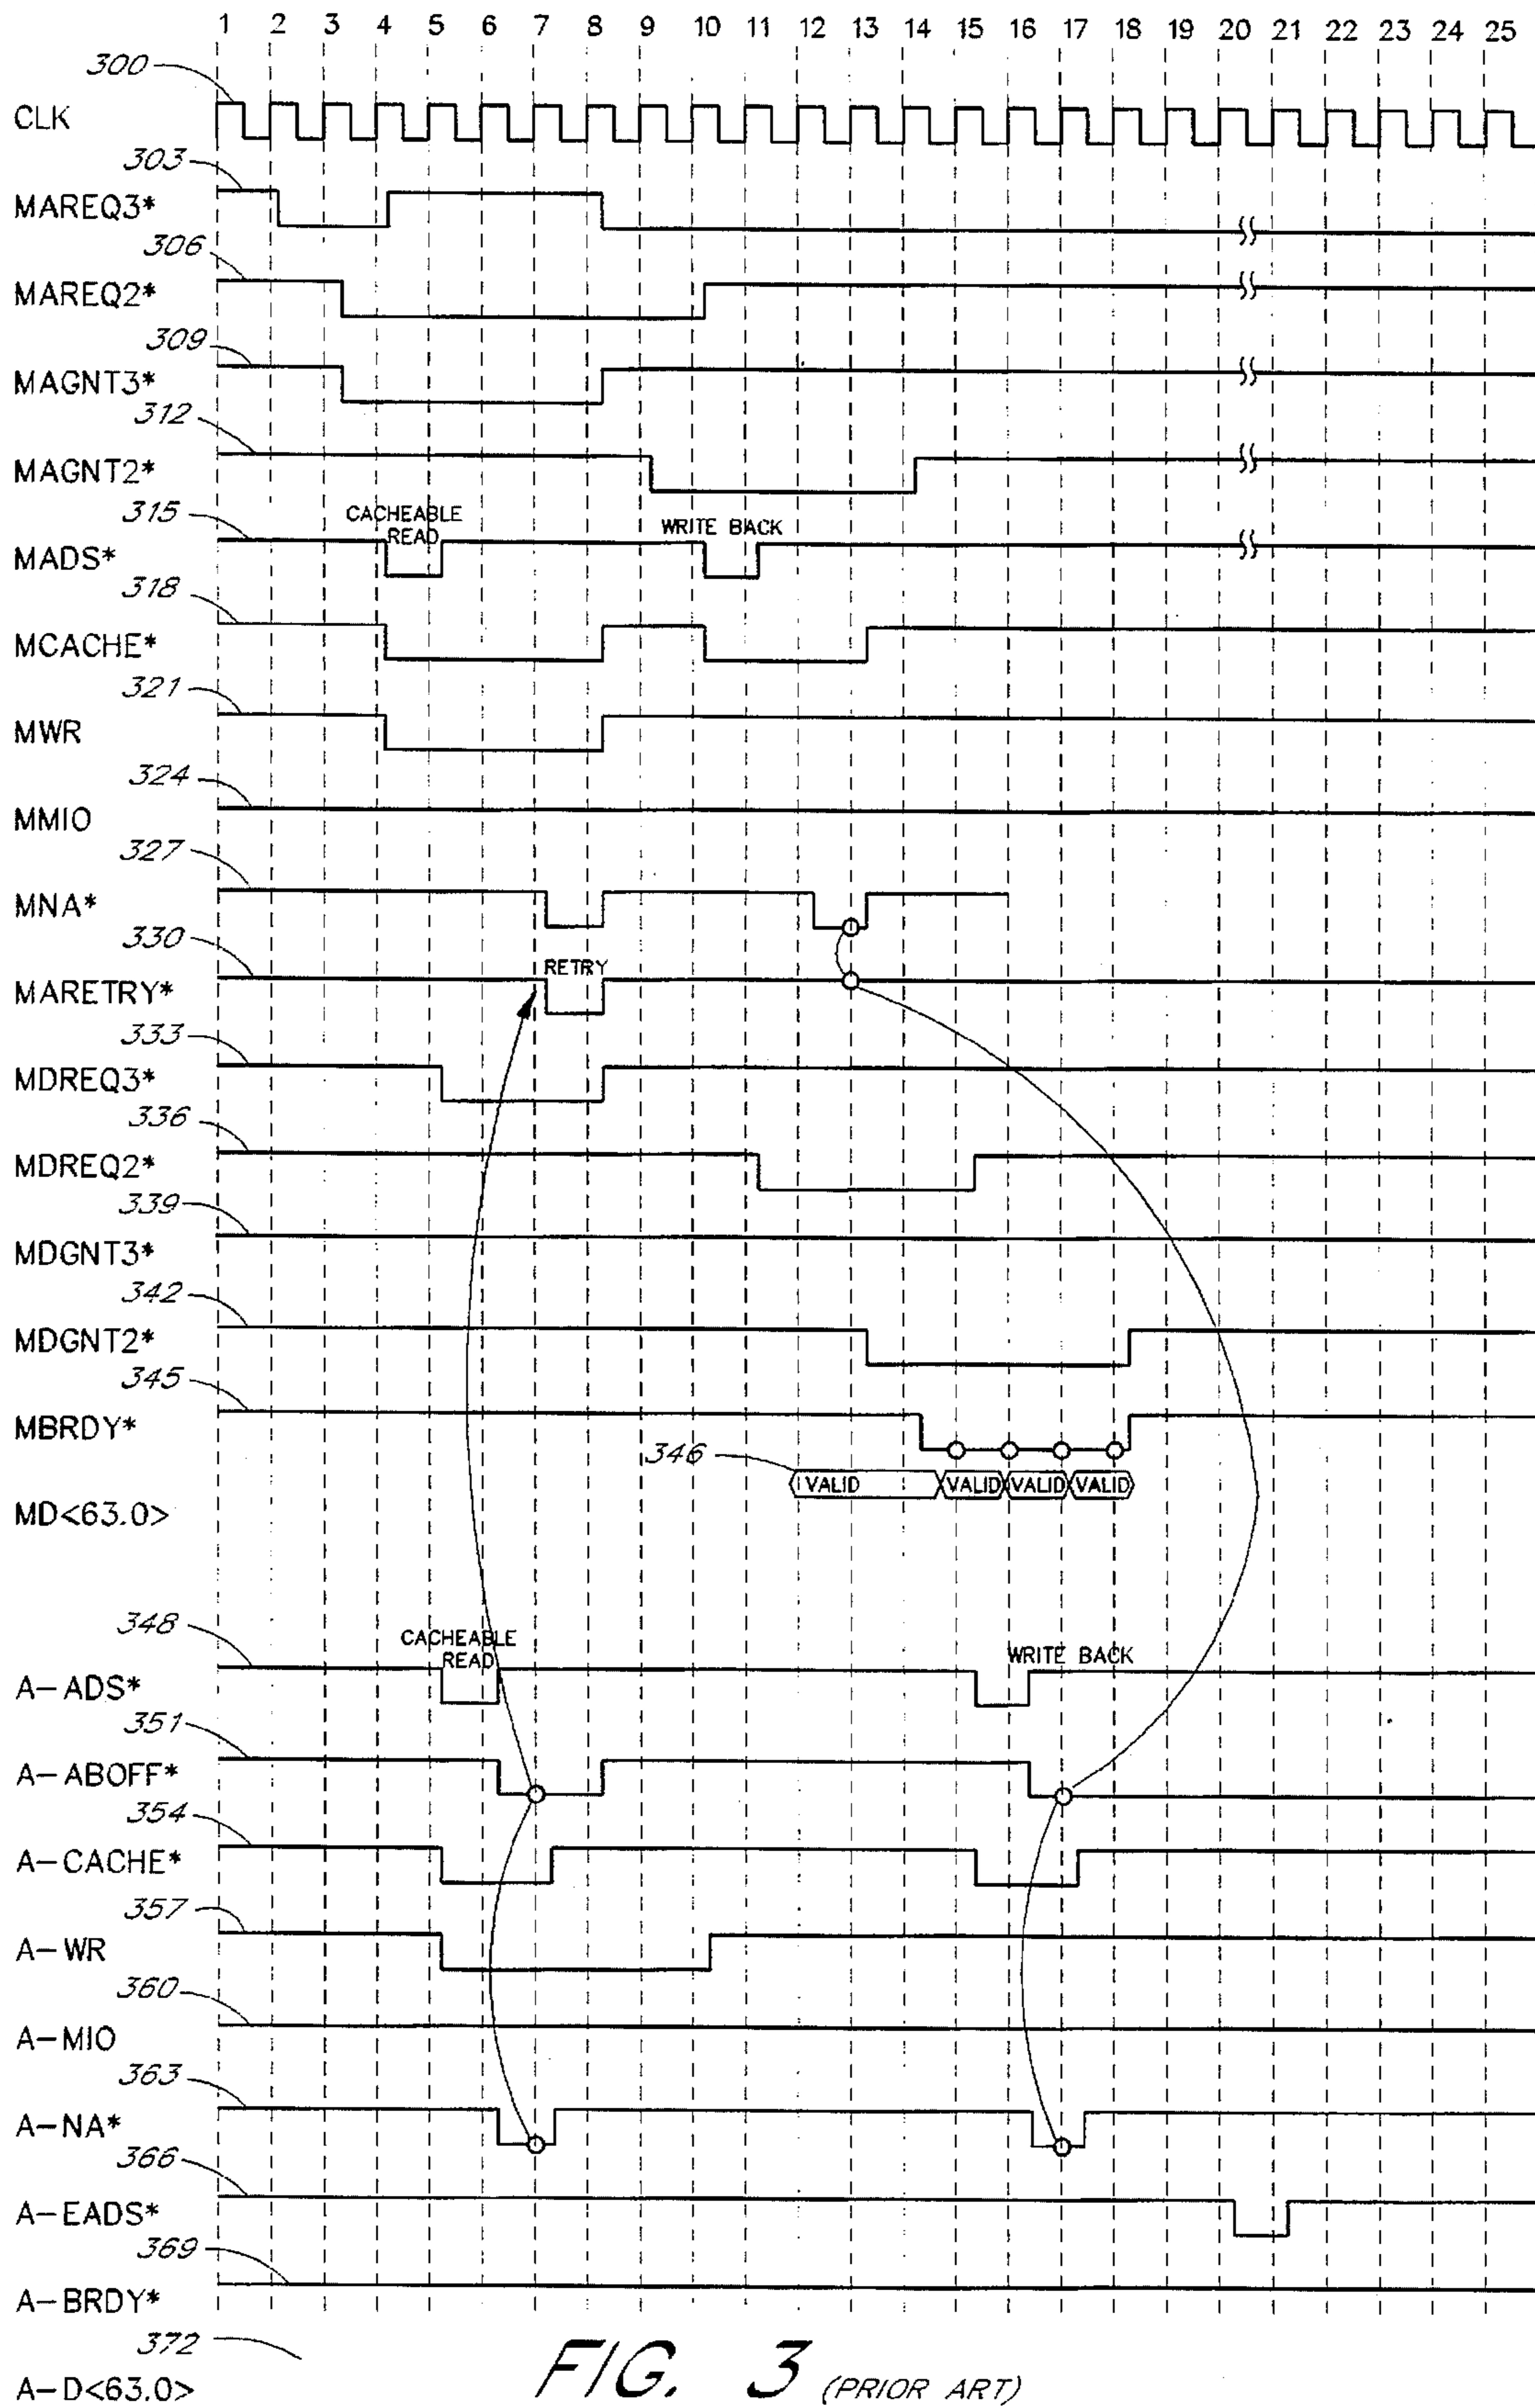 1 2 3 4 5 6 7 8 9 10 11 12 13 14 15 16 17 18 19 20 21 22 23 24 25
300
CLK
303
MAREQ3*
306
MAREQ2*
309
MAGNT3*
312
MAGNT2*
315
CACHEABLE
READ
WRITE BACK
MADS*
318
MCACHE*
321
MWR
324
MMIO
327
MNA*
330
RETRY
MARETRY*
333
MDREQ3*
336
MDREQ2*
339
MDGNT3*
342
MDGNT2*
345
MBRDY*
346
VALID VALID VALID VALID
MD<63.0>
348
CACHEABLE
READ
WRITE BACK
A-ADS*
351
A-ABOFF*
354
A-CACHE*
357
A-WR
360
A-MIO
363
A-NA*
366
A-EADS*
369
A-BRDY*
372
A-D<63.0>
FIG. 3 (PRIOR ART)